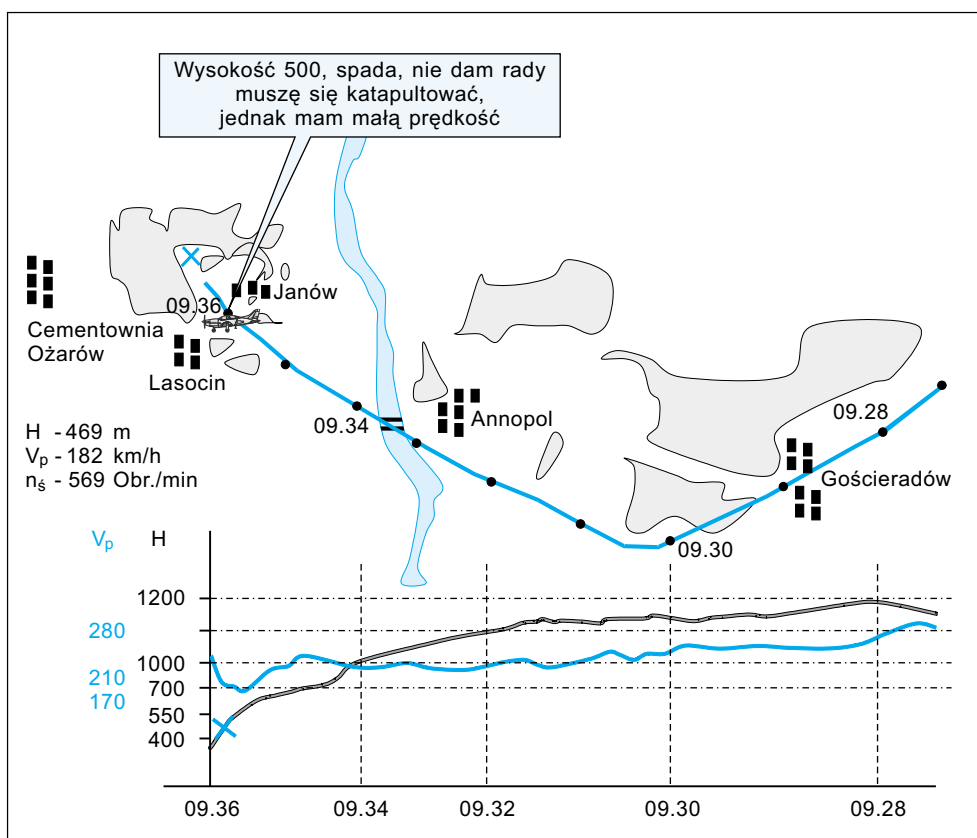 Wysokość 500, spada, nie dam rady
muszę się katapultować,
jednak mam małą prędkość
09.36
Janów
Cementownia
Ożarów
Lasocin
09.34
Annopol
09.28
Gościeradów
09.30
H - 469 m
Vₚ - 182 km/h
nś - 569 Obr./min
Vₚ H
1200
280
1000
210
700
170
550
400
09.36 09.34 09.32 09.30 09.28